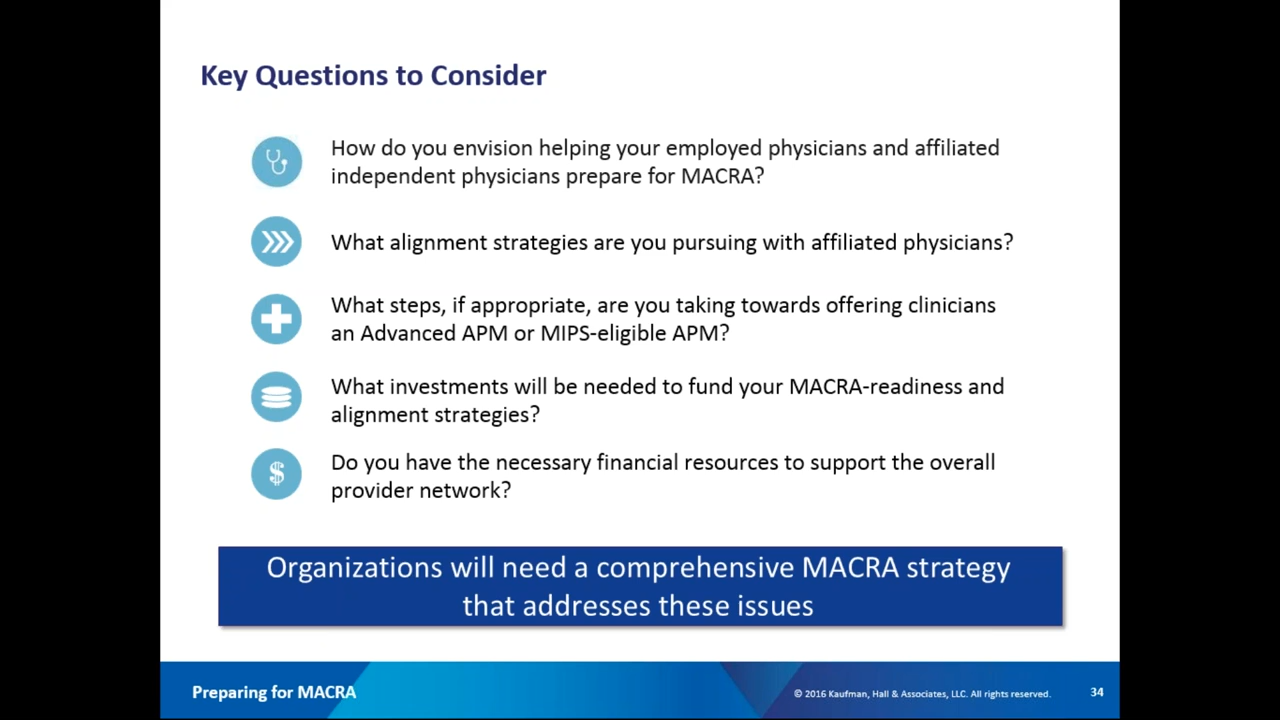 Key Questions to Consider
How do you envision helping your employed physicians and affiliated
independent physicians prepare for MACRA?
What alignment strategies are you pursuing with affiliated physicians?
What steps, if appropriate, are you taking towards offering clinicians
an Advanced APM or MIPS-eligible APM?
What investments will be needed to fund your MACRA-readiness and
alignment strategies?
$
Do you have the necessary financial resources to support the overall
provider network?
Organizations will need a comprehensive MACRA strategy
that addresses these issues
Preparing for MACRA
© 2016 Kaufman, Hall & Associates, LLC. All rights reserved.
34